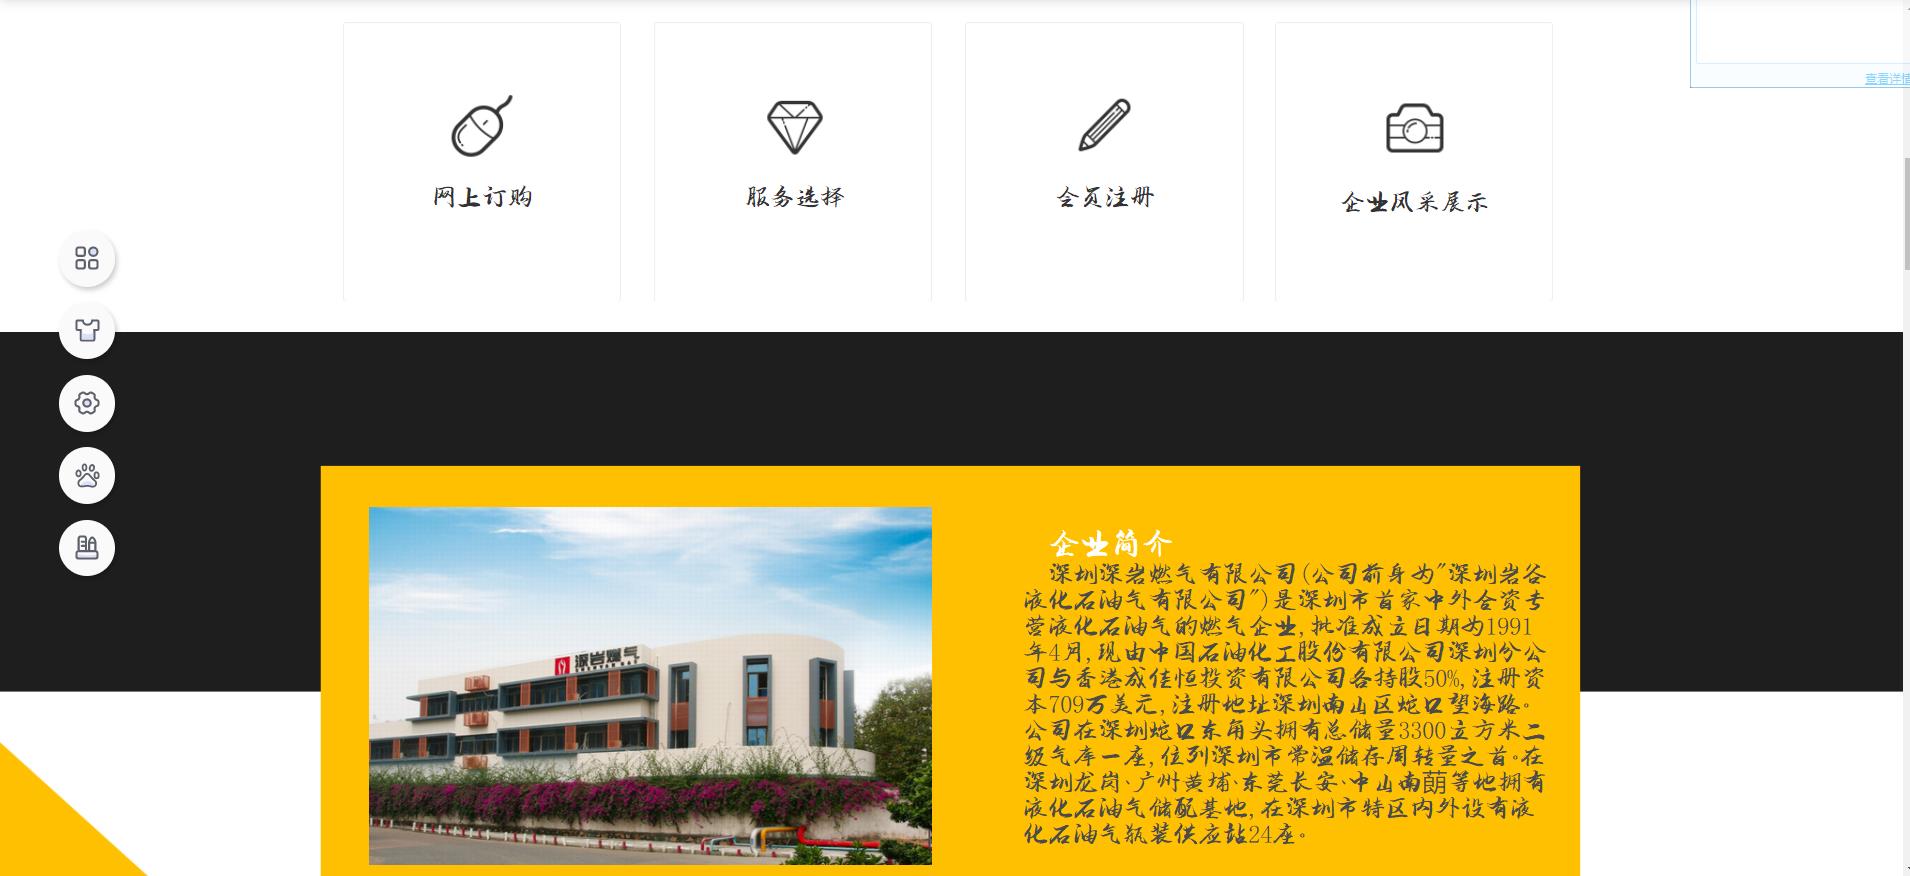 查看详情
网上订购
服务选择
会员注册
企业风采展示
深岩燃气
企业简介
深圳深岩燃气有限公司(公司前身为"深圳岩谷
液化石油气有限公司")是深圳市首家中外合资专
营液化石油气的燃气企业,批准成立日期为1991
年4月,现由中国石油化工股份有限公司深圳分公
司与香港成佳恒投资有限公司各持股50%,注册资
本709万美元,注册地址深圳南山区蛇口望海路。
公司在深圳蛇口东角头拥有总储量3300立方米二
级气库一座,位列深圳市常温储存周转量之首。在
深圳龙岗·广州黄埔·东莞长安·中山南蓢等地拥有
液化石油气储配基地,在深圳市特区内外设有液
化石油气瓶装供应站24座。